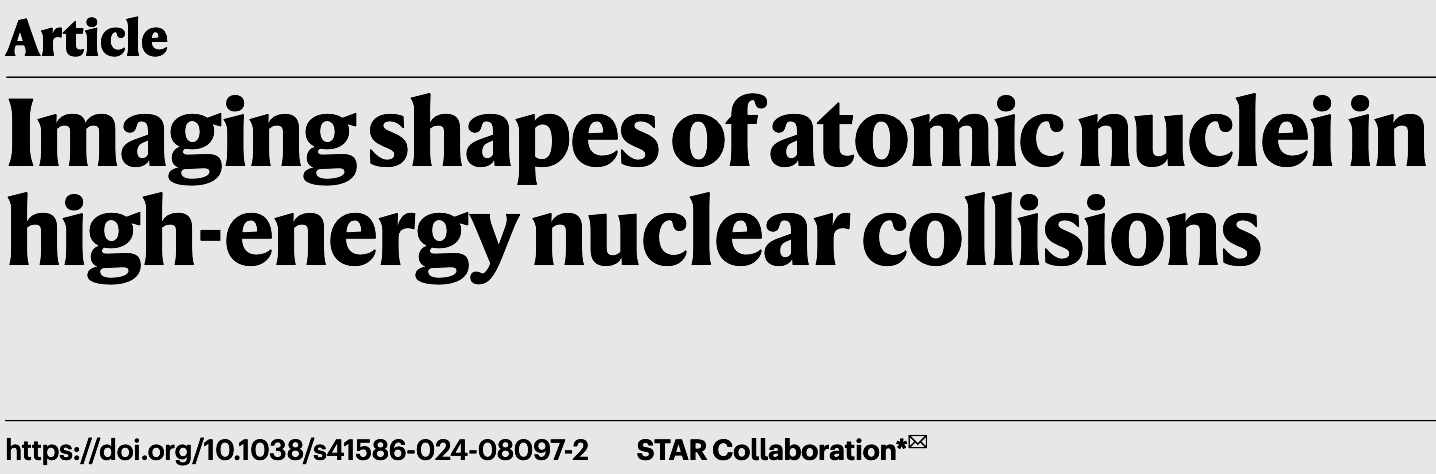 Article
Imaging shapes of atomic nuclei in
high-energy nuclear collisions
https://doi.org/10.1038/s41586-024-08097-2 STAR Collaboration*✉